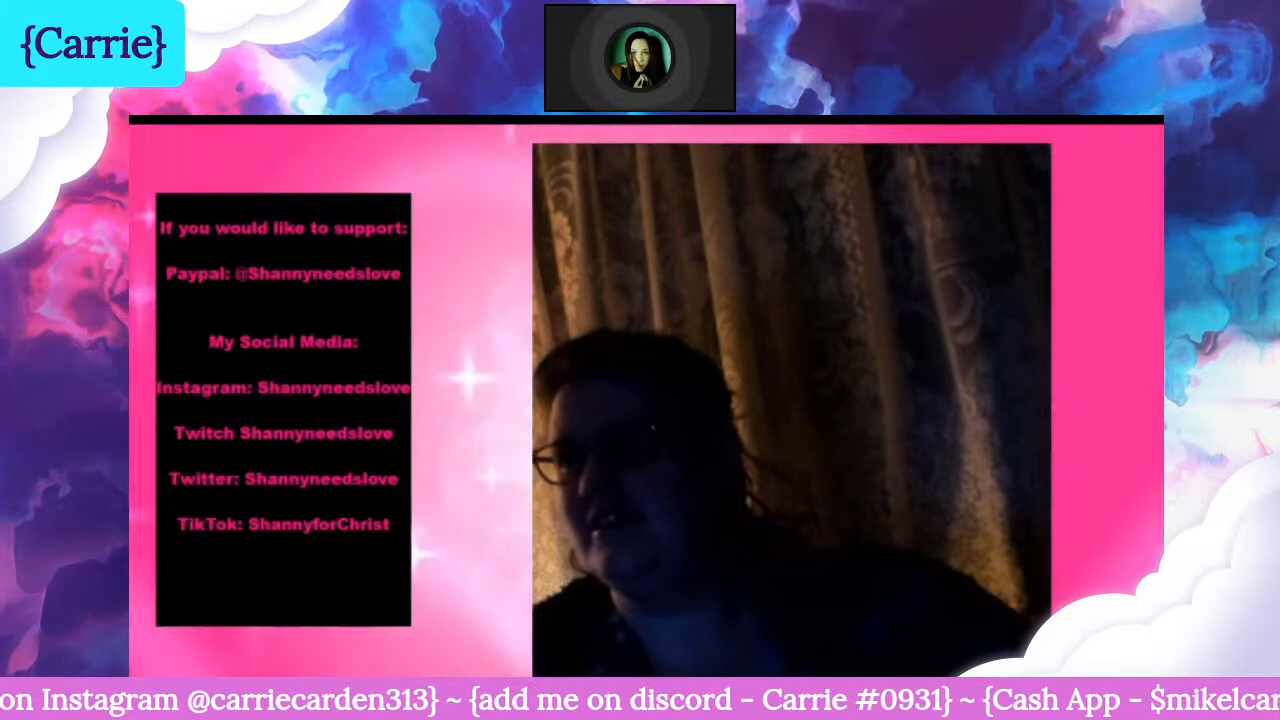 {Carrie}
If you would like to support:
Paypal: @Shannyneedslove
My Social Media:
Instagram: Shannyneedslove
Twitch Shannyneedslove
Twitter: Shannyneedslove
TikTok: ShannyforChrist
on Instagram @carriecarden313} ~ {add me on discord - Carrie #0931} ~ {Cash App - $mikelcar